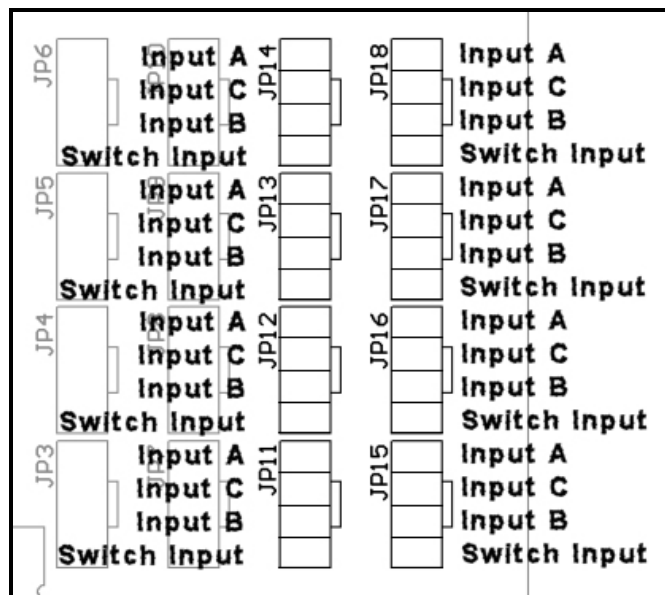 JP6 Input A JP14 JP18 Input A
Input C Input C
Input B Input B
Switch Input Switch Input
JP5 Input A JP13 JP17 Input A
Input C Input C
Input B Input B
Switch Input Switch Input
JP4 Input A JP12 JP16 Input A
Input C Input C
Input B Input B
Switch Input Switch Input
JP3 Input A JP11 JP15 Input A
Input C Input C
Input B Input B
Switch Input Switch Input